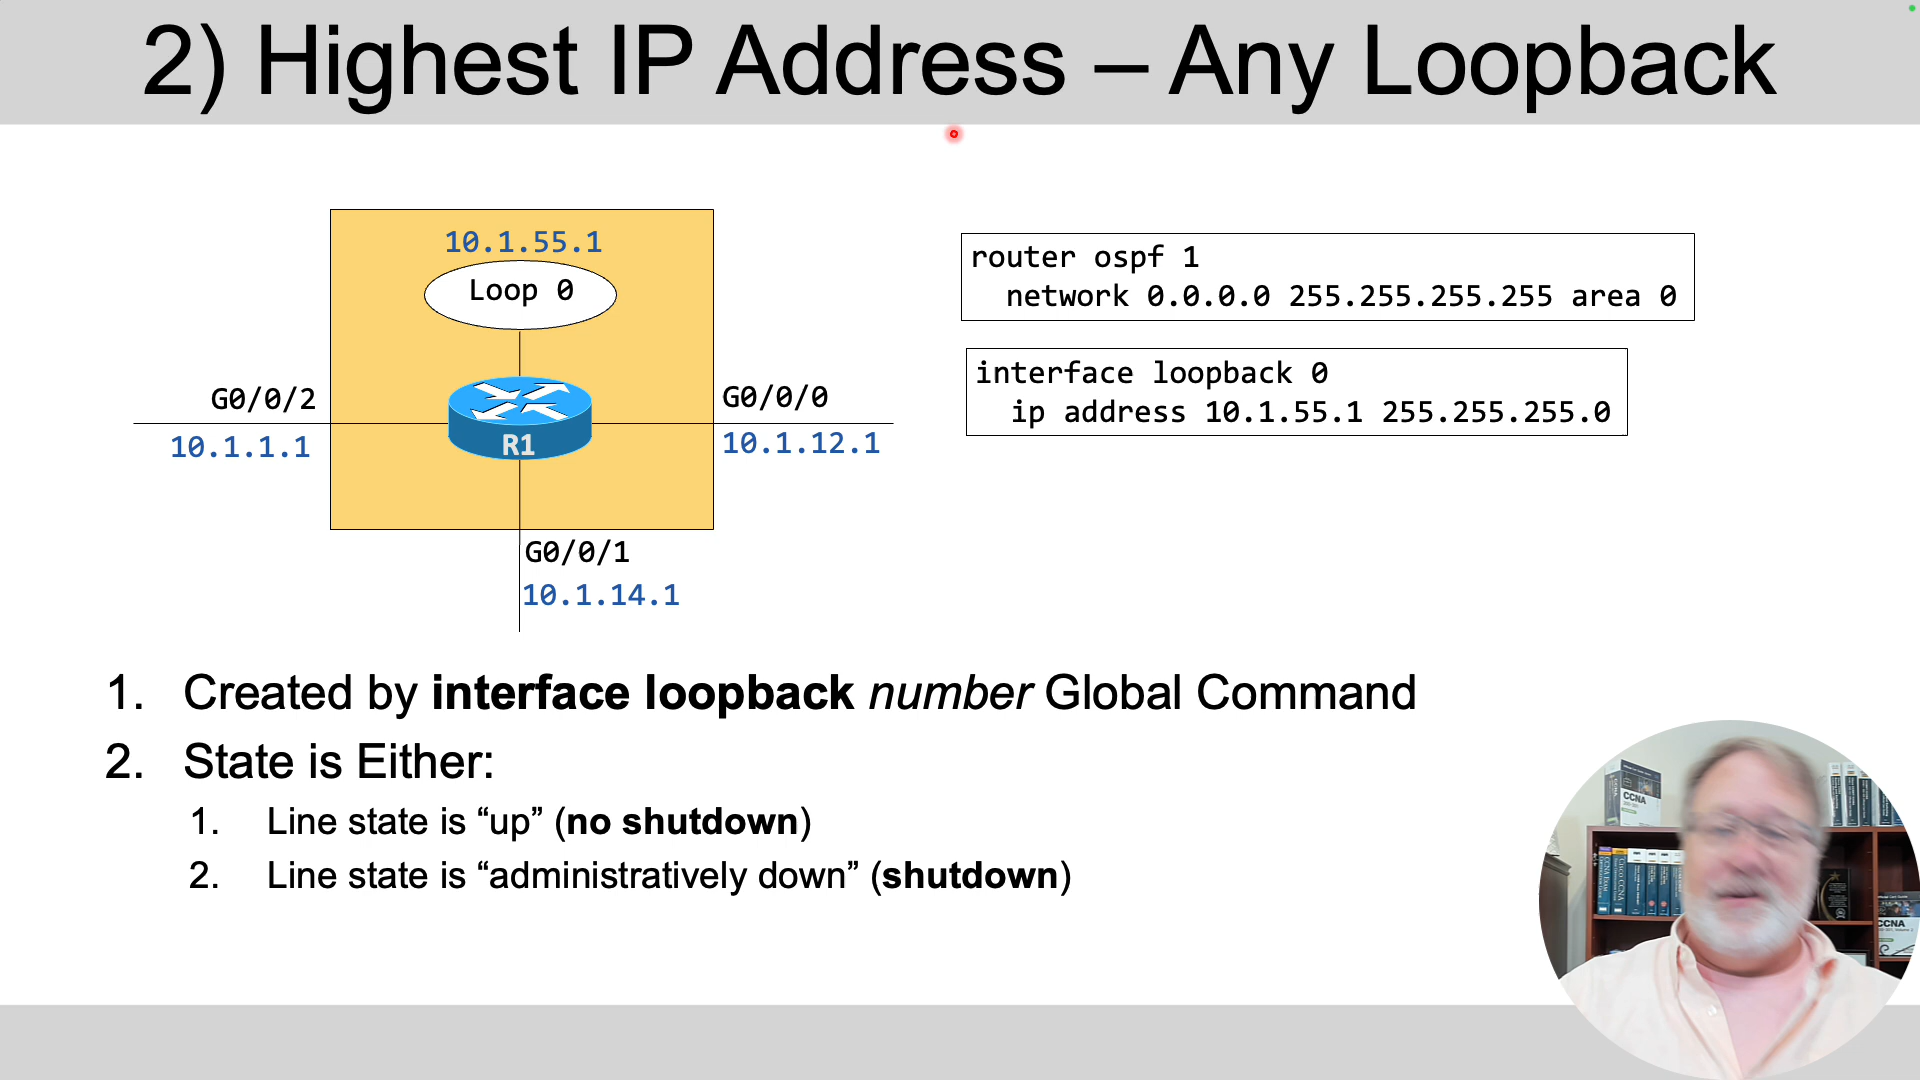 2) Highest IP Address – Any Loopback
10.1.55.1
Loop 0
G0/0/2
10.1.1.1
R1
G0/0/0
10.1.12.1
G0/0/1
10.1.14.1
router ospf 1
network 0.0.0.0 255.255.255.255 area 0
interface loopback 0
ip address 10.1.55.1 255.255.255.0
1. Created by interface loopback number Global Command
2. State is Either:
1. Line state is “up” (no shutdown)
2. Line state is “administratively down” (shutdown)
CCNA
CCNA